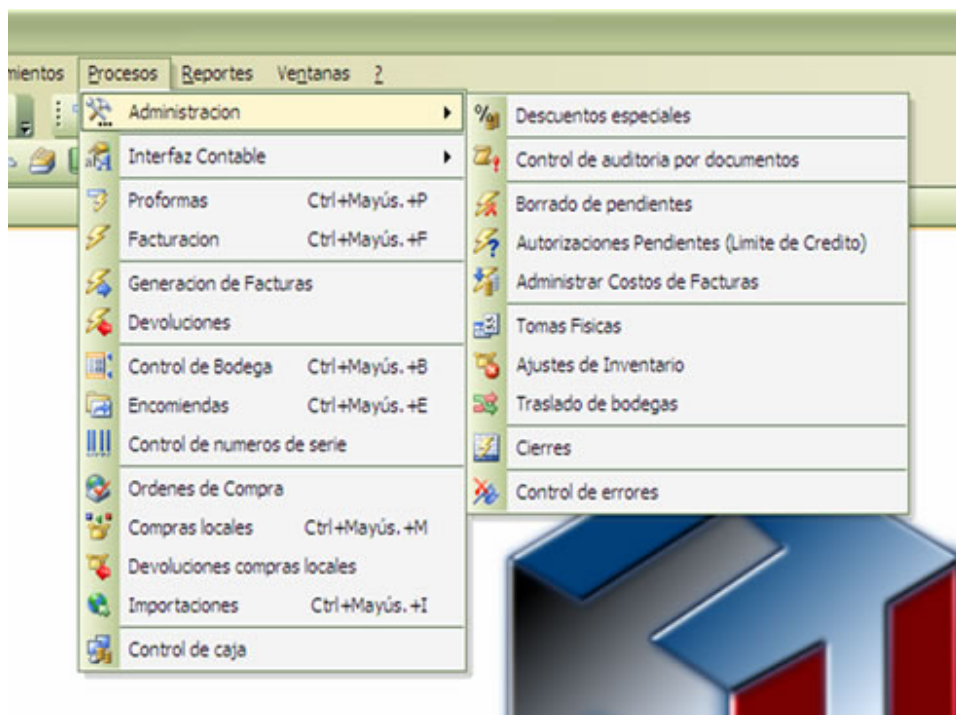 mientos Procesos Reportes Ventanas ?
Administracion
Interfaz Contable
Proformas Ctrl+Mayús.+P
Facturacion Ctrl+Mayús.+F
Generacion de Facturas
Devoluciones
Control de Bodega Ctrl+Mayús.+B
Encomiendas Ctrl+Mayús.+E
Control de numeros de serie
Ordenes de Compra
Compras locales Ctrl+Mayús.+M
Devoluciones compras locales
Importaciones Ctrl+Mayús.+I
Control de caja
Descuentos especiales
Control de auditoria por documentos
Borrado de pendientes
Autorizaciones Pendientes (Limite de Credito)
Administrar Costos de Facturas
Tomas Fisicas
Ajustes de Inventario
Traslado de bodegas
Cierres
Control de errores